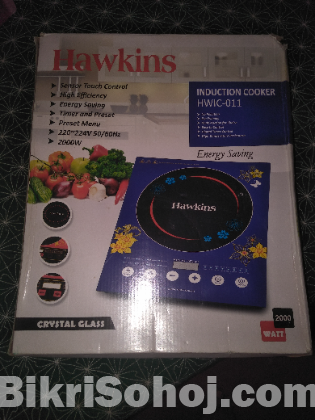 Hawkins
Sensor Touch Control
High Efficiency
Energy Saving
Timer and Preset
Preset Menu
220~224V 50/60Hz
2000W
INDUCTION COOKER
HWIC-011
Energy Saving
Hawkins
CRYSTAL GLASS
2000
WATT
BikriSohoj.com